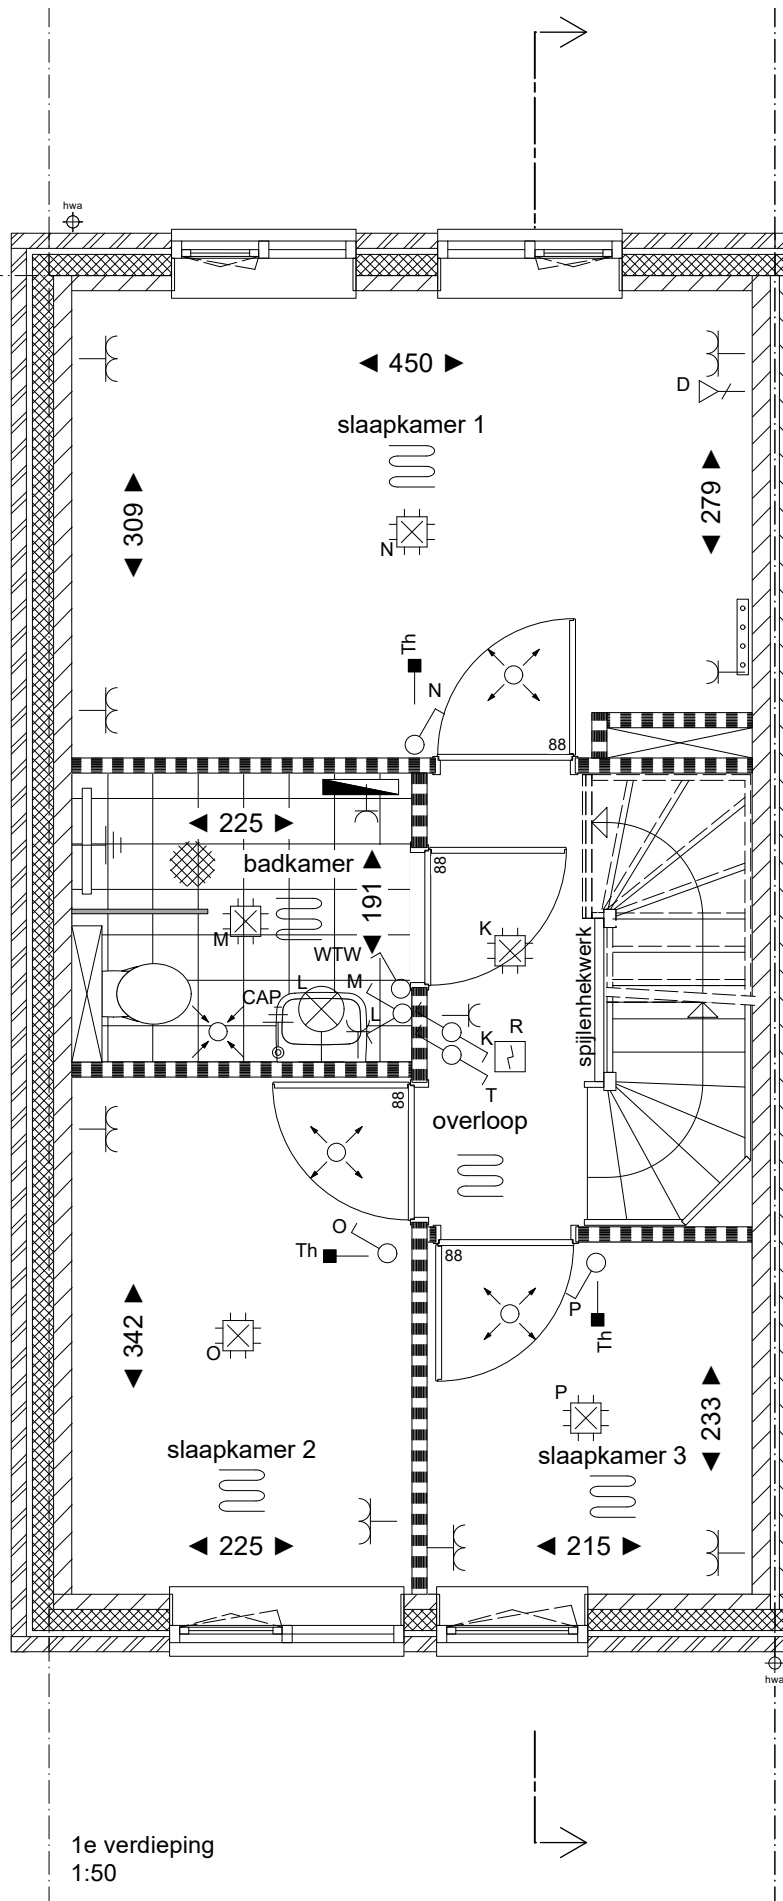 hwa
450
D
slaapkamer 1
309
279
N
Th
N
88
225
badkamer
88
191
K
M
WTW
M
CAP
L
L
K
R
T
spijlenhekwerk
overloop
88
O
Th
88
P
Th
342
O
P
233
slaapkamer 2
slaapkamer 3
225
215
hwa
1e verdieping
1:50